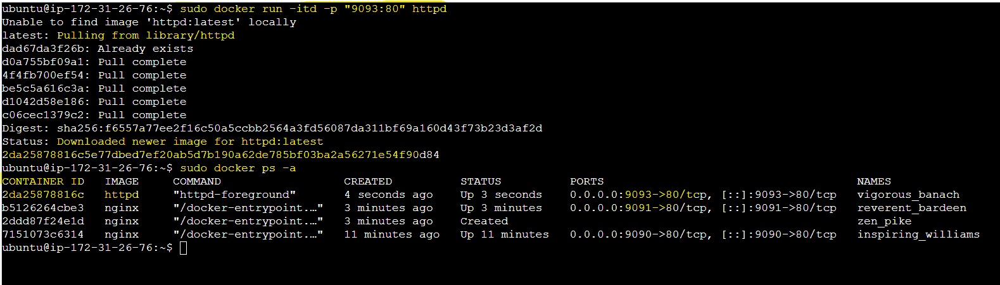 ubuntu@ip-172-31-26-76:~$ sudo docker run -itd -p "9093:80" httpd
Unable to find image 'httpd:latest' locally
latest: Pulling from library/httpd
dad67da3f26b: Already exists
d0a755bf09a1: Pull complete
4f4fb700ef54: Pull complete
be5c5a616c3a: Pull complete
d1042d58e186: Pull complete
c06cec1379c2: Pull complete
Digest: sha256:f6557a77ee2f16c50a5ccbb2564a3fd56087da311bf69a160d43f73b23d3af2d
Status: Downloaded newer image for httpd:latest
2da25878816c5e77dbed7ef20ab5d7b190a62de785bf03ba2a56271e54f90d84
ubuntu@ip-172-31-26-76:~$ sudo docker ps -a
CONTAINER ID   IMAGE     COMMAND                  CREATED          STATUS          PORTS                                     NAMES
2da25878816c   httpd     "httpd-foreground"       4 seconds ago    Up 3 seconds    0.0.0.0:9093->80/tcp, [::]:9093->80/tcp   vigorous_banach
b5126264cbe3   nginx     "/docker-entrypoint.…"   3 minutes ago    Up 3 minutes    0.0.0.0:9091->80/tcp, [::]:9091->80/tcp   reverent_bardeen
2ddd87f24e1d   nginx     "/docker-entrypoint.…"   3 minutes ago    Created                                                   zen_pike
7151073c6314   nginx     "/docker-entrypoint.…"   11 minutes ago   Up 11 minutes   0.0.0.0:9090->80/tcp, [::]:9090->80/tcp   inspiring_williams
ubuntu@ip-172-31-26-76:~$